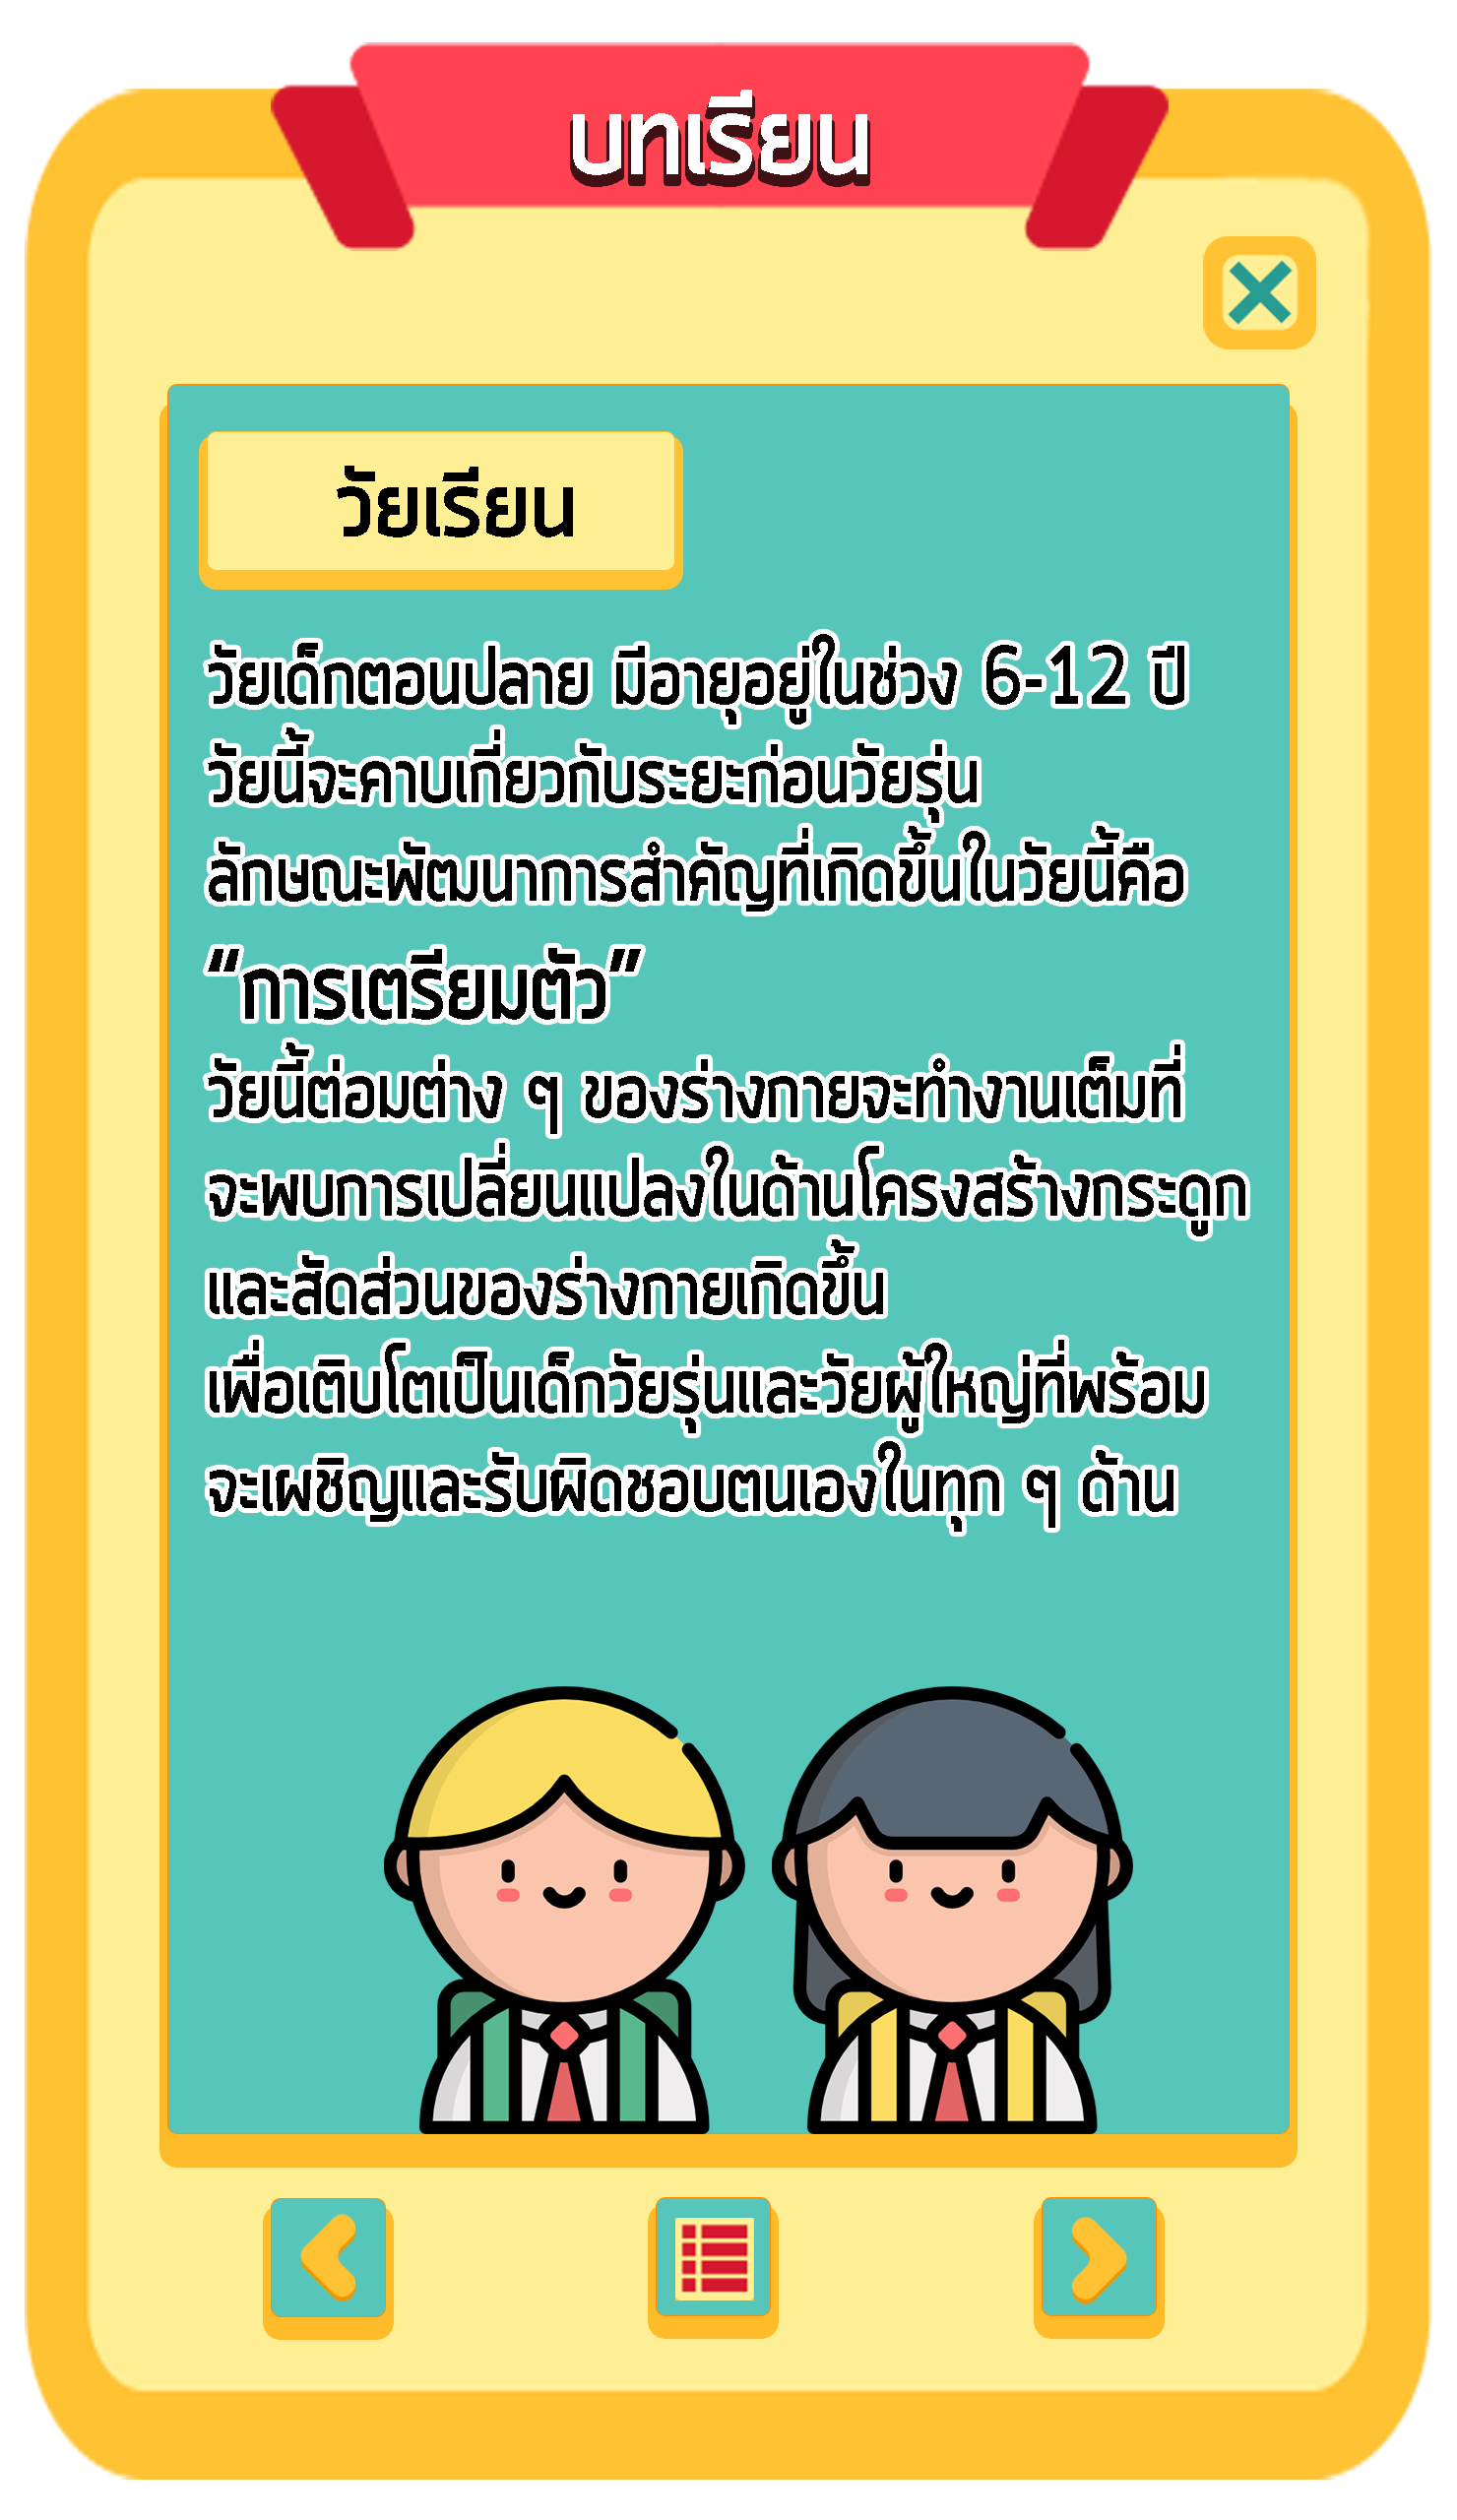 บทเรียน
วัยเรียน
วัยเด็กตอนปลาย มีอายุอยู่ในช่วง 6-12 ปี
วัยนี้จะคาบเกี่ยวกับระยะก่อนวัยรุ่น
ลักษณะพัฒนาการสำคัญที่เกิดขึ้นในวัยนี้คือ
“การเตรียมตัว”
วัยนี้ต่อมต่าง ๆ ของร่างกายจะทำงานเต็มที่
จะพบการเปลี่ยนแปลงในด้านโครงสร้างกระดูก
และสัดส่วนของร่างกายเกิดขึ้น
เพื่อเติบโตเป็นเด็กวัยรุ่นและวัยผู้ใหญ่ที่พร้อม
จะเผชิญและรับผิดชอบตนเองในทุก ๆ ด้าน